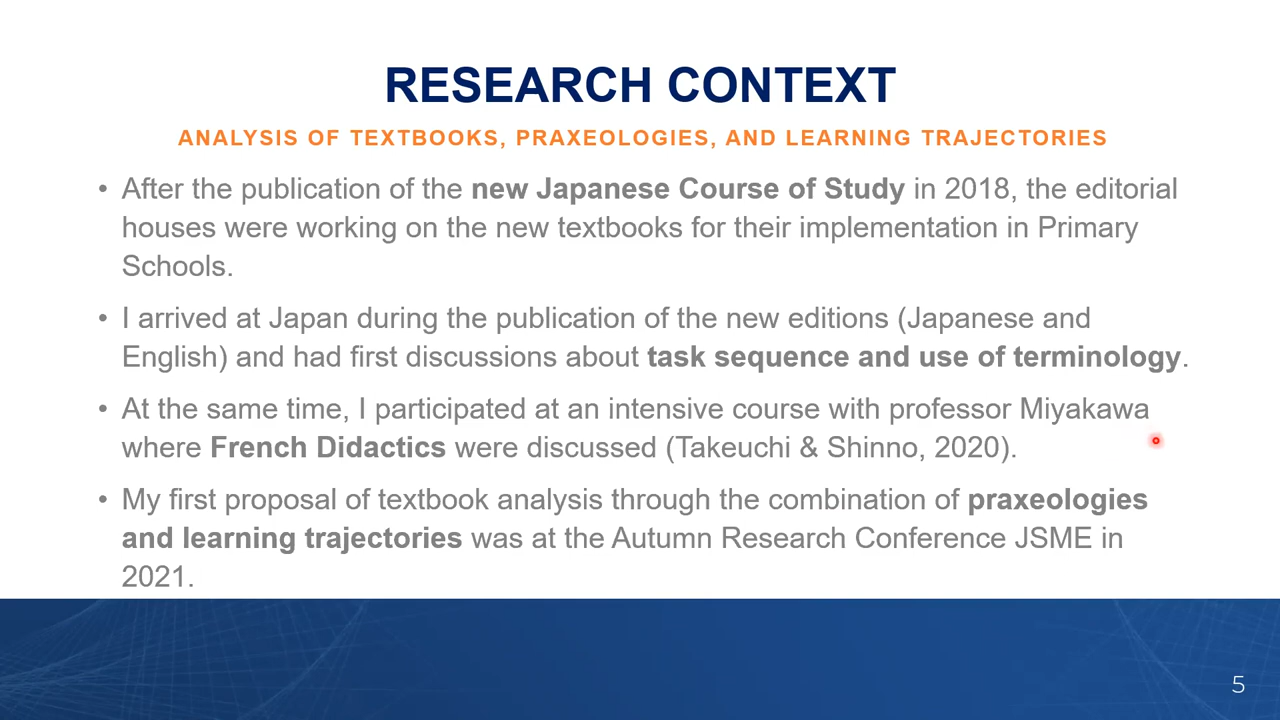 RESEARCH CONTEXT
ANALYSIS OF TEXTBOOKS, PRAXEOLOGIES, AND LEARNING TRAJECTORIES
• After the publication of the new Japanese Course of Study in 2018, the editorial
houses were working on the new textbooks for their implementation in Primary
Schools.
• I arrived at Japan during the publication of the new editions (Japanese and
English) and had first discussions about task sequence and use of terminology.
• At the same time, I participated at an intensive course with professor Miyakawa
where French Didactics were discussed (Takeuchi & Shinno, 2020).
• My first proposal of textbook analysis through the combination of praxeologies
and learning trajectories was at the Autumn Research Conference JSME in
2021.
5